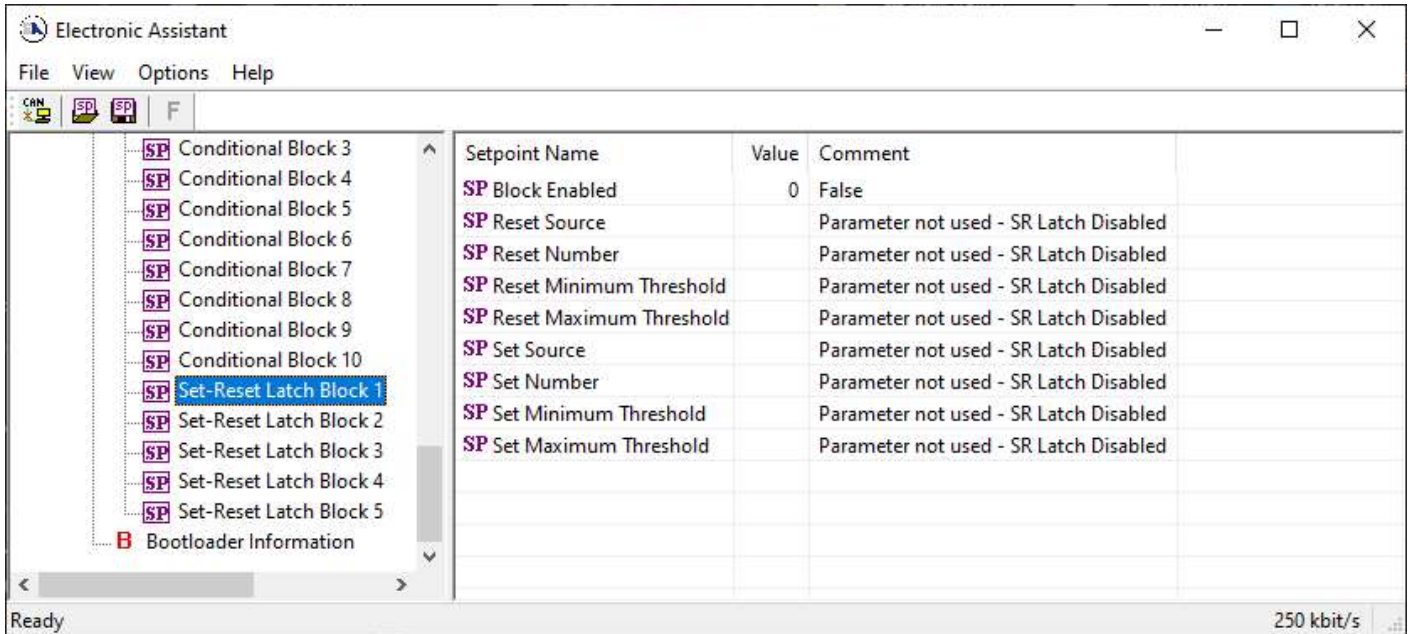 Electronic Assistant
File View Options Help
CAN SP SP F
SP Conditional Block 3
SP Conditional Block 4
SP Conditional Block 5
SP Conditional Block 6
SP Conditional Block 7
SP Conditional Block 8
SP Conditional Block 9
SP Conditional Block 10
SP Set-Reset Latch Block 1
SP Set-Reset Latch Block 2
SP Set-Reset Latch Block 3
SP Set-Reset Latch Block 4
SP Set-Reset Latch Block 5
B Bootloader Information
Setpoint Name Value Comment
SP Block Enabled 0 False
SP Reset Source Parameter not used - SR Latch Disabled
SP Reset Number Parameter not used - SR Latch Disabled
SP Reset Minimum Threshold Parameter not used - SR Latch Disabled
SP Reset Maximum Threshold Parameter not used - SR Latch Disabled
SP Set Source Parameter not used - SR Latch Disabled
SP Set Number Parameter not used - SR Latch Disabled
SP Set Minimum Threshold Parameter not used - SR Latch Disabled
SP Set Maximum Threshold Parameter not used - SR Latch Disabled
Ready 250 kbit/s